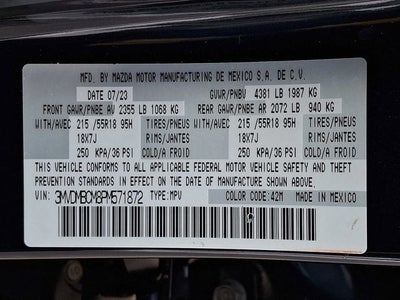 MFD. BY MAZDA MOTOR MANUFACTURING DE MEXICO S.A. DE C.V.
DATE 07/23 GVWR/PNBV 4381 LB 1987 KG
FRONT GAWR/PNBE AV 2355 LB 1068 KG REAR GAWR/PNBE AR 2072 LB 940 KG
WITH/AVEC 215 /55R18 95H TIRES/PNEUS WITH/AVEC 215 /55R18 95H TIRES/PNEUS
18X7J RIMS/JANTES 18X7J RIMS/JANTES
250 KPA/36 PSI COLD/A FROID 250 KPA/36 PSI COLD/A FROID
THIS VEHICLE CONFORMS TO ALL APPLICABLE FEDERAL MOTOR VEHICLE SAFETY AND THEFT
PREVENTION STANDARDS IN EFFECT ON THE DATE OF MANUFACTURE SHOWN ABOVE.
VIN: 3MVDMBCM8PM571872 TYPE:MPV COLOR CODE:42M MADE IN MEXICO